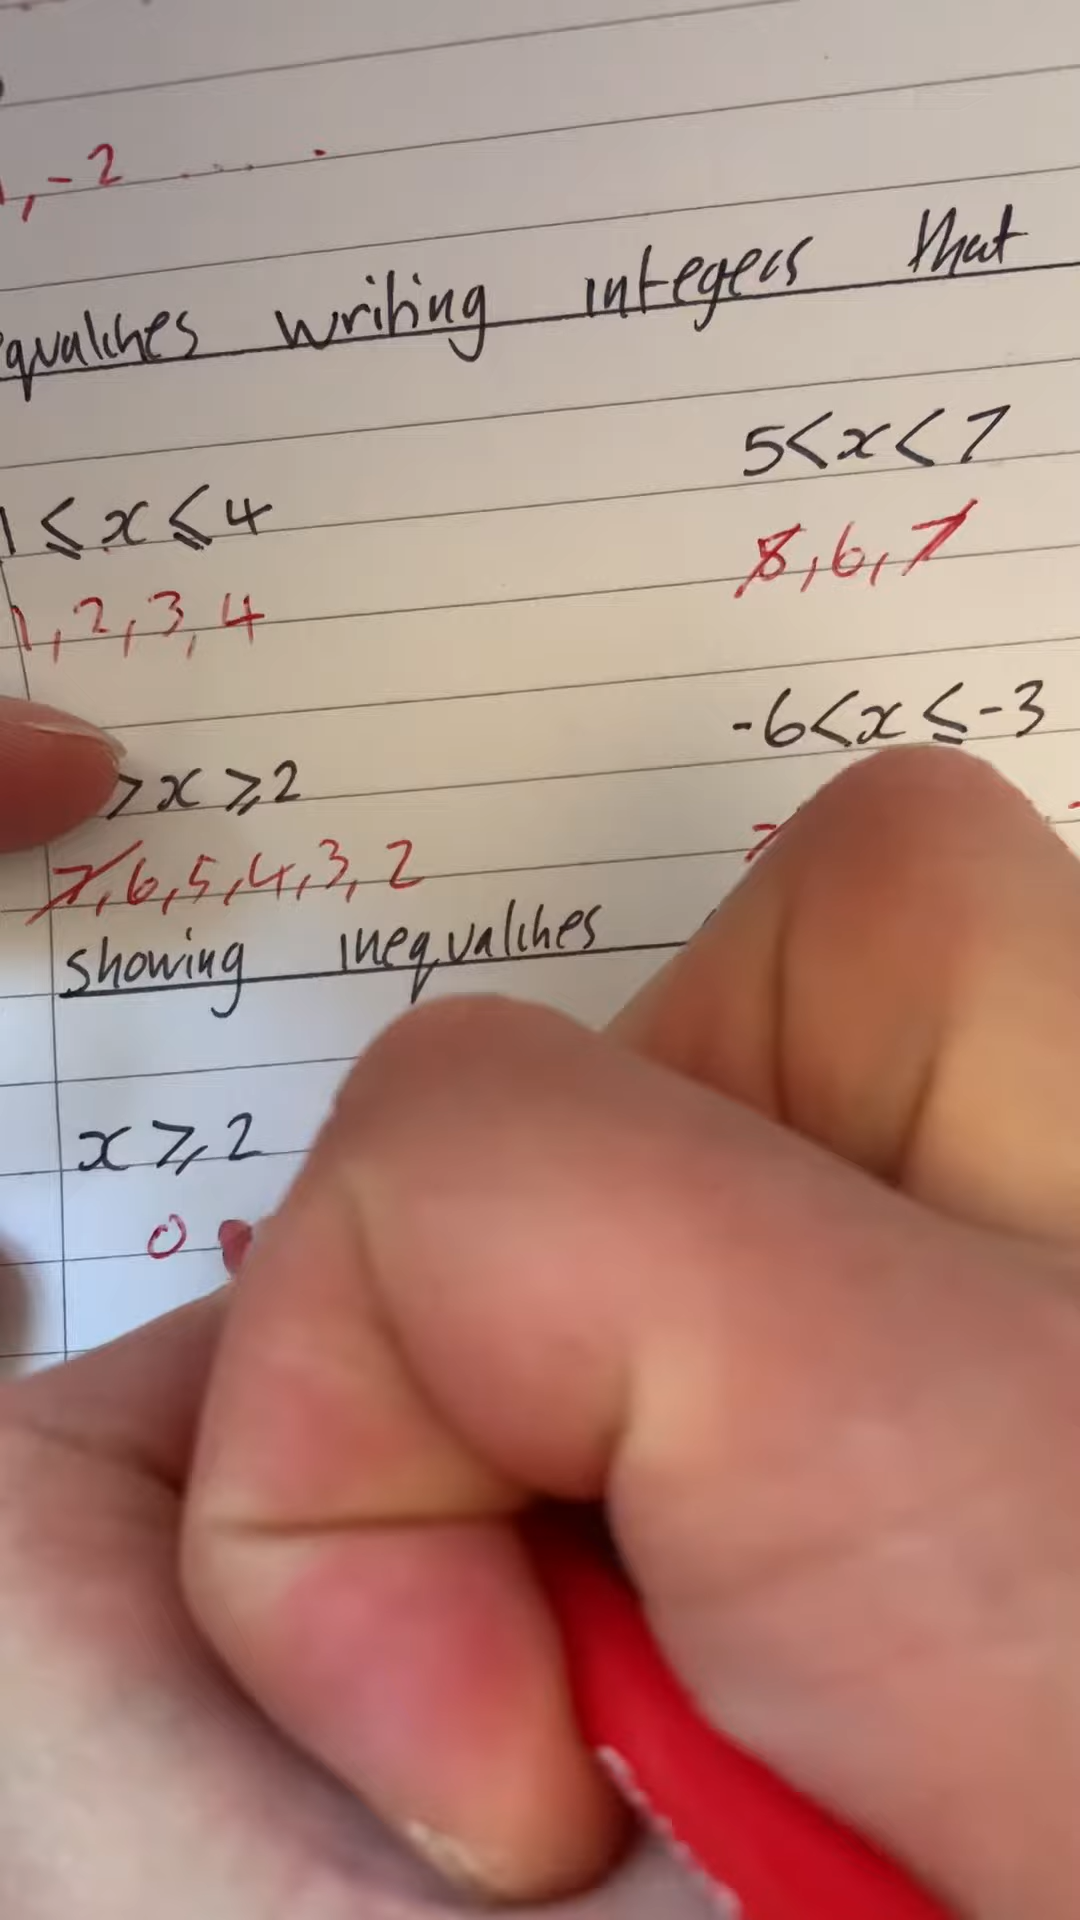 , -2 .....
writing integers that
1 ≤ x ≤ 4
5 < x < 7
1, 2, 3, 4
5, 6, 7
-6 < x ≤ -3
> x ≥ 2
7, 6, 5, 4, 3, 2
showing inequalities
x ≥ 2
0